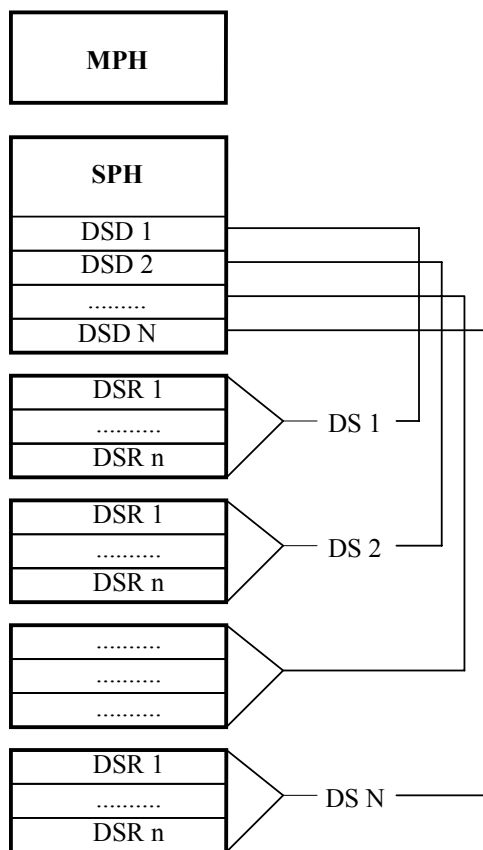 MPH
SPH
DSD 1
DSD 2
.........
DSD N
DSR 1
..........
DSR n
DS 1
DSR 1
..........
DSR n
DS 2
..........
..........
..........
DSR 1
..........
DSR n
DS N